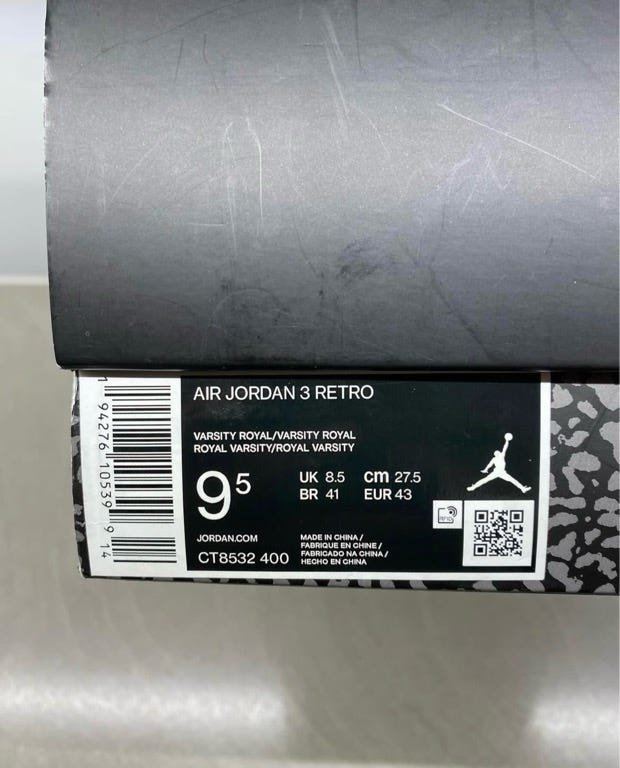 AIR JORDAN 3 RETRO
VARSITY ROYAL/VARSITY ROYAL
ROYAL VARSITY/ROYAL VARSITY
9⁵
UK 8.5 cm 27.5
BR 41 EUR 43
RFID
JORDAN.COM
CT8532 400
MADE IN CHINA /
FABRIQUE EN CHINE /
FABRICADO NA CHINA /
HECHO EN CHINA
1 94276 10539 9 14